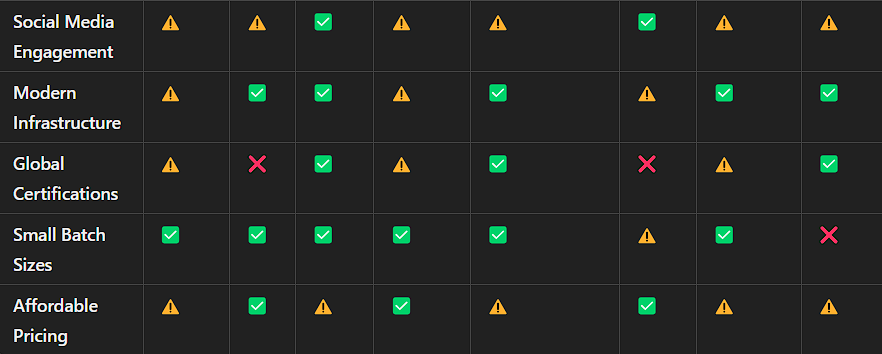 Social Media
Engagement
Modern
Infrastructure
Global
Certifications
Small Batch
Sizes
Affordable
Pricing